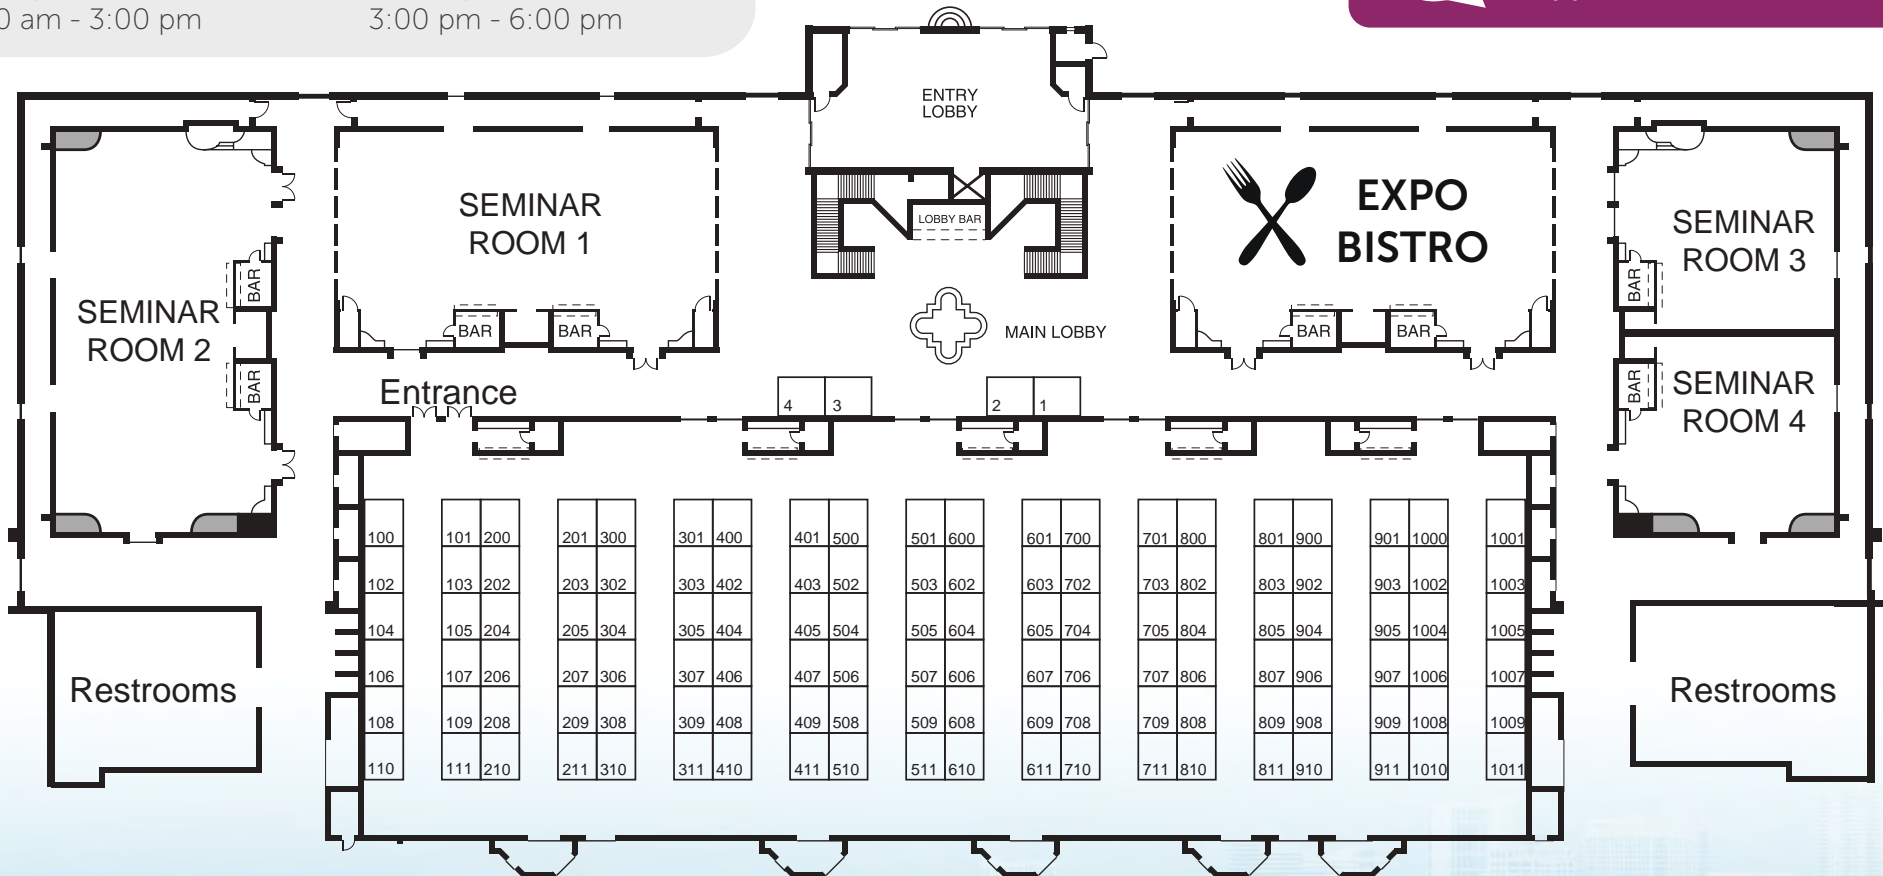 0 am - 3:00 pm
3:00 pm - 6:00 pm
ENTRY
LOBBY
LOBBY BAR
MAIN LOBBY
SEMINAR
ROOM 1
BAR
BAR
EXPO
BISTRO
BAR
BAR
SEMINAR
ROOM 2
BAR
BAR
SEMINAR
ROOM 3
BAR
SEMINAR
ROOM 4
BAR
Entrance
4 3 2 1
100 101 200 201 300 301 400 401 500 501 600 601 700 701 800 801 900 901 1000 1001
102 103 202 203 302 303 402 403 502 503 602 603 702 703 802 803 902 903 1002 1003
104 105 204 205 304 305 404 405 504 505 604 605 704 705 804 805 904 905 1004 1005
106 107 206 207 306 307 406 407 506 507 606 607 706 707 806 807 906 907 1006 1007
108 109 208 209 308 309 408 409 508 509 608 609 708 709 808 809 908 909 1008 1009
110 111 210 211 310 311 410 411 510 511 610 611 710 711 810 811 910 911 1010 1011
Restrooms
Restrooms